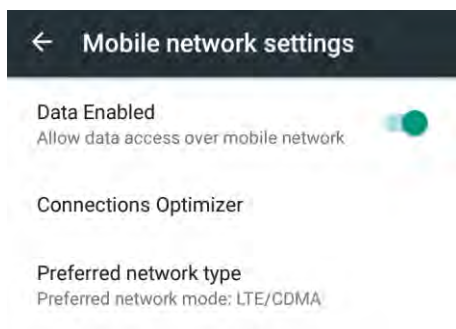 Mobile network settings
Data Enabled
Allow data access over mobile network
Connections Optimizer
Preferred network type
Preferred network mode: LTE/CDMA